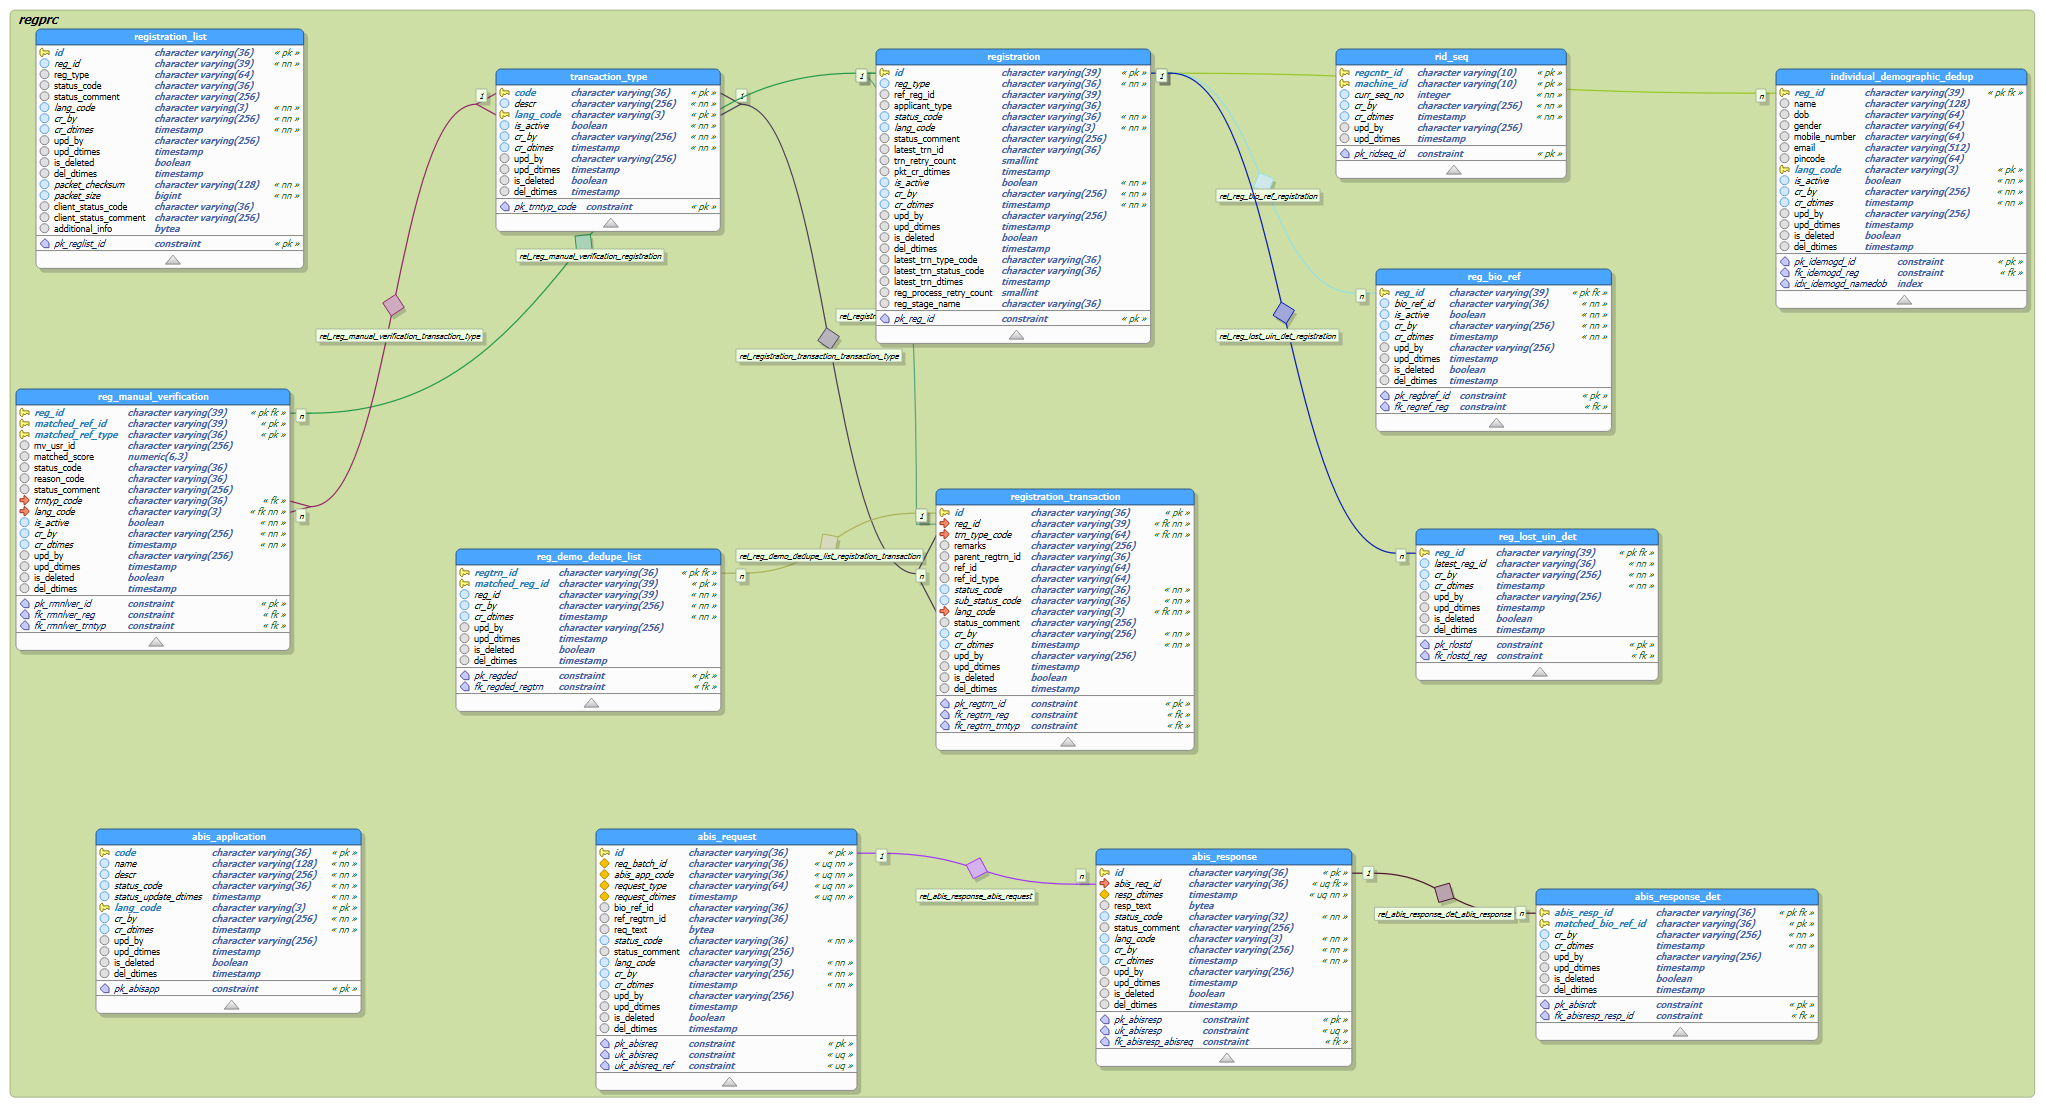 regprc
registration_list
id character varying(36) « pk »
reg_id character varying(39) « nn »
reg_type character varying(64)
status_code character varying(36)
status_comment character varying(256)
lang_code character varying(3) « nn »
cr_by character varying(256) « nn »
cr_dtimes timestamp « nn »
upd_by character varying(256)
upd_dtimes timestamp
is_deleted boolean
del_dtimes timestamp
packet_checksum character varying(128) « nn »
packet_size bigint « nn »
client_status_code character varying(36)
client_status_comment character varying(256)
additional_info bytea
pk_reglist_id constraint « pk »
transaction_type
code character varying(36) « pk »
descr character varying(256) « nn »
lang_code character varying(3) « pk »
is_active boolean « nn »
cr_by character varying(256) « nn »
cr_dtimes timestamp « nn »
upd_by character varying(256)
upd_dtimes timestamp
is_deleted boolean
del_dtimes timestamp
pk_trntyp_code constraint « pk »
registration
id character varying(39) « pk »
reg_type character varying(36) « nn »
ref_reg_id character varying(39)
applicant_type character varying(36)
status_code character varying(36) « nn »
lang_code character varying(3) « nn »
status_comment character varying(256)
latest_trn_id character varying(36)
trn_retry_count smallint
pkt_cr_dtimes timestamp
is_active boolean « nn »
cr_by character varying(256) « nn »
cr_dtimes timestamp « nn »
upd_by character varying(256)
upd_dtimes timestamp
is_deleted boolean
del_dtimes timestamp
latest_trn_type_code character varying(36)
latest_trn_status_code character varying(36)
latest_trn_dtimes timestamp
reg_process_retry_count smallint
reg_stage_name character varying(36)
pk_reg_id constraint « pk »
rid_seq
regcntr_id character varying(10) « pk »
machine_id character varying(10) « pk »
curr_seq_no integer « nn »
cr_by character varying(256) « nn »
cr_dtimes timestamp « nn »
upd_by character varying(256)
upd_dtimes timestamp
pk_ridseq_id constraint « pk »
individual_demographic_dedup
reg_id character varying(39) « pk fk »
name character varying(128)
dob character varying(64)
gender character varying(64)
mobile_number character varying(64)
email character varying(512)
pincode character varying(64)
lang_code character varying(3) « pk »
is_active boolean « nn »
cr_by character varying(256) « nn »
cr_dtimes timestamp « nn »
upd_by character varying(256)
upd_dtimes timestamp
is_deleted boolean
del_dtimes timestamp
pk_idemogd_id constraint « pk »
fk_idemogd_reg constraint « fk »
idx_idemogd_namedob index
1
1
1
1
n
rel_reg_bio_ref_registration
rel_reg_manual_verification_registration
reg_bio_ref
reg_id character varying(39) « pk fk »
bio_ref_id character varying(36) « nn »
is_active boolean « nn »
cr_by character varying(256) « nn »
cr_dtimes timestamp « nn »
upd_by character varying(256)
upd_dtimes timestamp
is_deleted boolean
del_dtimes timestamp
pk_regbref_id constraint « pk »
fk_regref_reg constraint « fk »
n
rel_registr
rel_reg_manual_verification_transaction_type
rel_registration_transaction_transaction_type
rel_reg_lost_uin_det_registration
reg_manual_verification
reg_id character varying(39) « pk fk »
matched_ref_id character varying(39) « pk »
matched_ref_type character varying(36) « pk »
mv_usr_id character varying(256)
matched_score numeric(6,3)
status_code character varying(36)
reason_code character varying(36)
status_comment character varying(256)
trntyp_code character varying(36) « fk »
lang_code character varying(3) « fk nn »
is_active boolean « nn »
cr_by character varying(256) « nn »
cr_dtimes timestamp « nn »
upd_by character varying(256)
upd_dtimes timestamp
is_deleted boolean
del_dtimes timestamp
pk_rmnlver_id constraint « pk »
fk_rmnlver_reg constraint « fk »
fk_rmnlver_trntyp constraint « fk »
n
n
reg_demo_dedupe_list
regtrn_id character varying(36) « pk fk »
matched_reg_id character varying(39) « pk »
reg_id character varying(39) « nn »
cr_by character varying(256) « nn »
cr_dtimes timestamp « nn »
upd_by character varying(256)
upd_dtimes timestamp
is_deleted boolean
del_dtimes timestamp
pk_regded constraint « pk »
fk_regded_regtrn constraint « fk »
n
1
rel_reg_demo_dedupe_list_registration_transaction
n
registration_transaction
id character varying(36) « pk »
reg_id character varying(39) « fk nn »
trn_type_code character varying(64) « fk nn »
remarks character varying(256)
parent_regtrn_id character varying(36)
ref_id character varying(64)
ref_id_type character varying(64)
status_code character varying(36) « nn »
sub_status_code character varying(36) « nn »
lang_code character varying(3) « fk nn »
status_comment character varying(256)
cr_by character varying(256) « nn »
cr_dtimes timestamp « nn »
upd_by character varying(256)
upd_dtimes timestamp
is_deleted boolean
del_dtimes timestamp
pk_regtrn_id constraint « pk »
fk_regtrn_reg constraint « fk »
fk_regtrn_trntyp constraint « fk »
n
reg_lost_uin_det
reg_id character varying(39) « pk fk »
latest_reg_id character varying(36) « nn »
cr_by character varying(256) « nn »
cr_dtimes timestamp « nn »
upd_by character varying(256)
upd_dtimes timestamp
is_deleted boolean
del_dtimes timestamp
pk_rlostd constraint « pk »
fk_rlostd_reg constraint « fk »
abis_application
code character varying(36) « pk »
name character varying(128) « nn »
descr character varying(256) « nn »
status_code character varying(36) « nn »
status_update_dtimes timestamp « nn »
lang_code character varying(3) « pk »
cr_by character varying(256) « nn »
cr_dtimes timestamp « nn »
upd_by character varying(256)
upd_dtimes timestamp
is_deleted boolean
del_dtimes timestamp
pk_abisapp constraint « pk »
abis_request
id character varying(36) « pk »
req_batch_id character varying(36) « uq nn »
abis_app_code character varying(36) « uq nn »
request_type character varying(64) « uq nn »
request_dtimes timestamp « uq nn »
bio_ref_id character varying(36)
ref_regtrn_id character varying(36)
req_text bytea
status_code character varying(36) « nn »
status_comment character varying(256)
lang_code character varying(3) « nn »
cr_by character varying(256) « nn »
cr_dtimes timestamp « nn »
upd_by character varying(256)
upd_dtimes timestamp
is_deleted boolean
del_dtimes timestamp
pk_abisreq constraint « pk »
uk_abisreq constraint « uq »
uk_abisreq_ref constraint « uq »
1
n
rel_abis_response_abis_request
abis_response
id character varying(36) « pk »
abis_req_id character varying(36) « uq fk »
resp_dtimes timestamp « uq nn »
resp_text bytea
status_code character varying(32) « nn »
status_comment character varying(256)
lang_code character varying(3) « nn »
cr_by character varying(256) « nn »
cr_dtimes timestamp « nn »
upd_by character varying(256)
upd_dtimes timestamp
is_deleted boolean
del_dtimes timestamp
pk_abisresp constraint « pk »
uk_abisresp constraint « uq »
fk_abisresp_abisreq constraint « fk »
1
rel_abis_response_det_abis_response
n
abis_response_det
abis_resp_id character varying(36) « pk fk »
matched_bio_ref_id character varying(36) « pk »
cr_by character varying(256) « nn »
cr_dtimes timestamp « nn »
upd_by character varying(256)
upd_dtimes timestamp
is_deleted boolean
del_dtimes timestamp
pk_abisrdt constraint « pk »
fk_abisresp_resp_id constraint « fk »